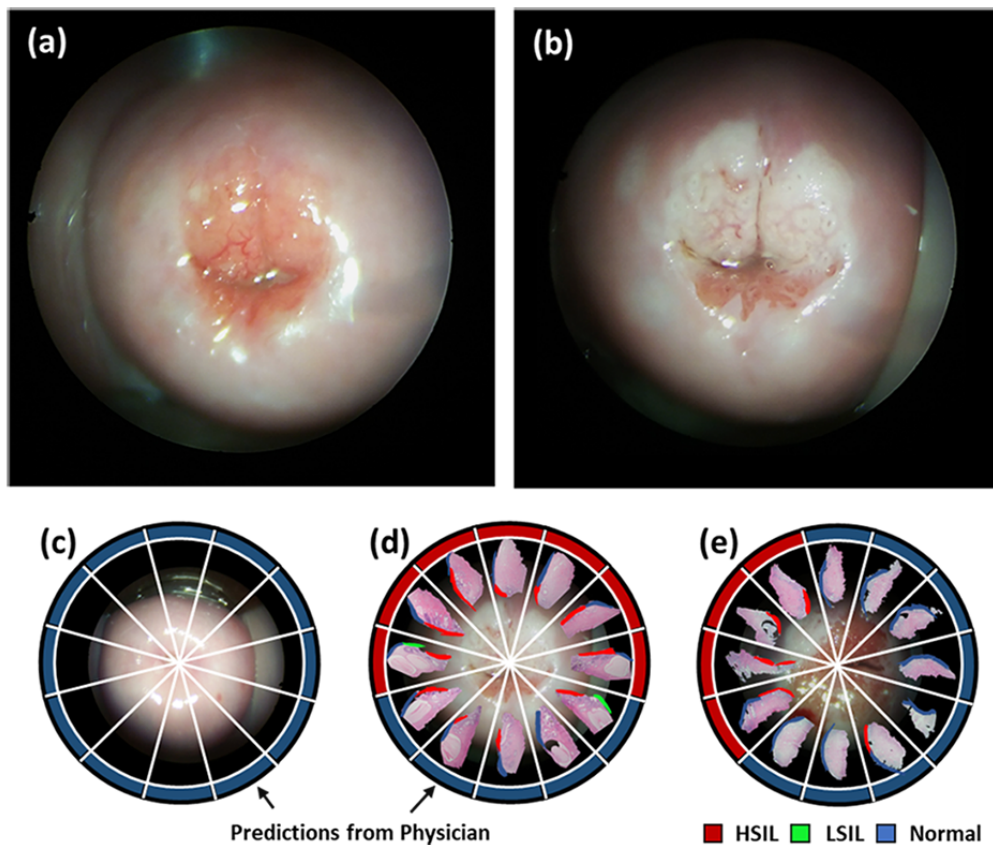 (a)
(b)
(c)
(d)
(e)
Predictions from Physician
HSIL
LSIL
Normal